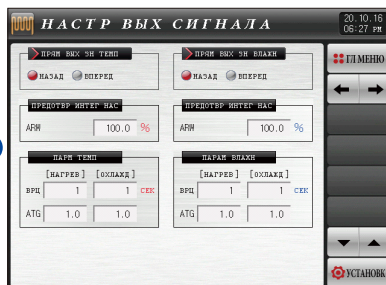 НАСТР ВЫХ СИГНАЛА
20.10.16
06:27 PM
ПРЯМ ВЫХ ЗН ТЕМП
НАЗАД ВПЕРЕД
ПРЯМ ВЫХ ЗН ВЛАЖН
НАЗАД ВПЕРЕД
ПРЕДОТВР ИНТЕГ НАС
ARW 100.0 %
ПРЕДОТВР ИНТЕГ НАС
ARW 100.0 %
ПАРМ ТЕМП
[НАГРЕВ] [ОХЛАЖД]
ВРЦ 1 1 СЕК
ATG 1.0 1.0
ПАРАМ ВЛАЖН
[НАГРЕВ] [ОХЛАЖД]
ВРЦ 1 1 СЕК
ATG 1.0 1.0
ГЛ МЕНЮ
УСТАНОВК